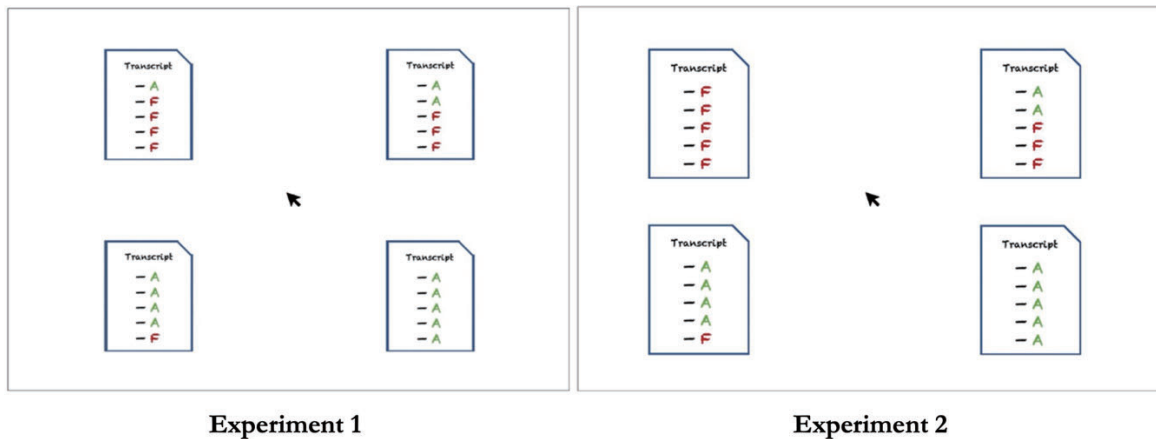 Transcript
– A
– F
– F
– F
– F
Transcript
– A
– A
– F
– F
– F
Transcript
– A
– A
– A
– A
– F
Transcript
– A
– A
– A
– A
– A
Experiment 1
Transcript
– F
– F
– F
– F
– F
Transcript
– A
– A
– F
– F
– F
Transcript
– A
– A
– A
– A
– F
Transcript
– A
– A
– A
– A
– A
Experiment 2